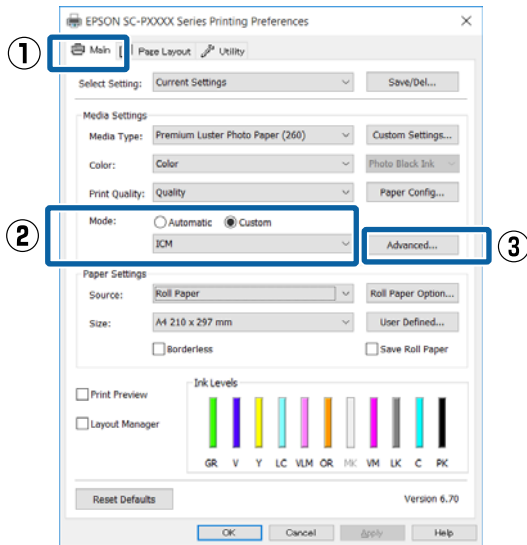 EPSON SC-PXXXX Series Printing Preferences
① Main Page Layout Utility
Select Setting: Current Settings Save/Del...
Media Settings
Media Type: Premium Luster Photo Paper (260) Custom Settings...
Color: Color Photo Black Ink
Print Quality: Quality Paper Config...
Mode: Automatic Custom
② ICM Advanced... ③
Paper Settings
Source: Roll Paper Roll Paper Option...
Size: A4 210 x 297 mm User Defined...
Borderless Save Roll Paper
Print Preview Ink Levels
Layout Manager
GR V Y LC VLM OR MK VM LK C PK
Reset Defaults Version 6.70
OK Cancel Apply Help